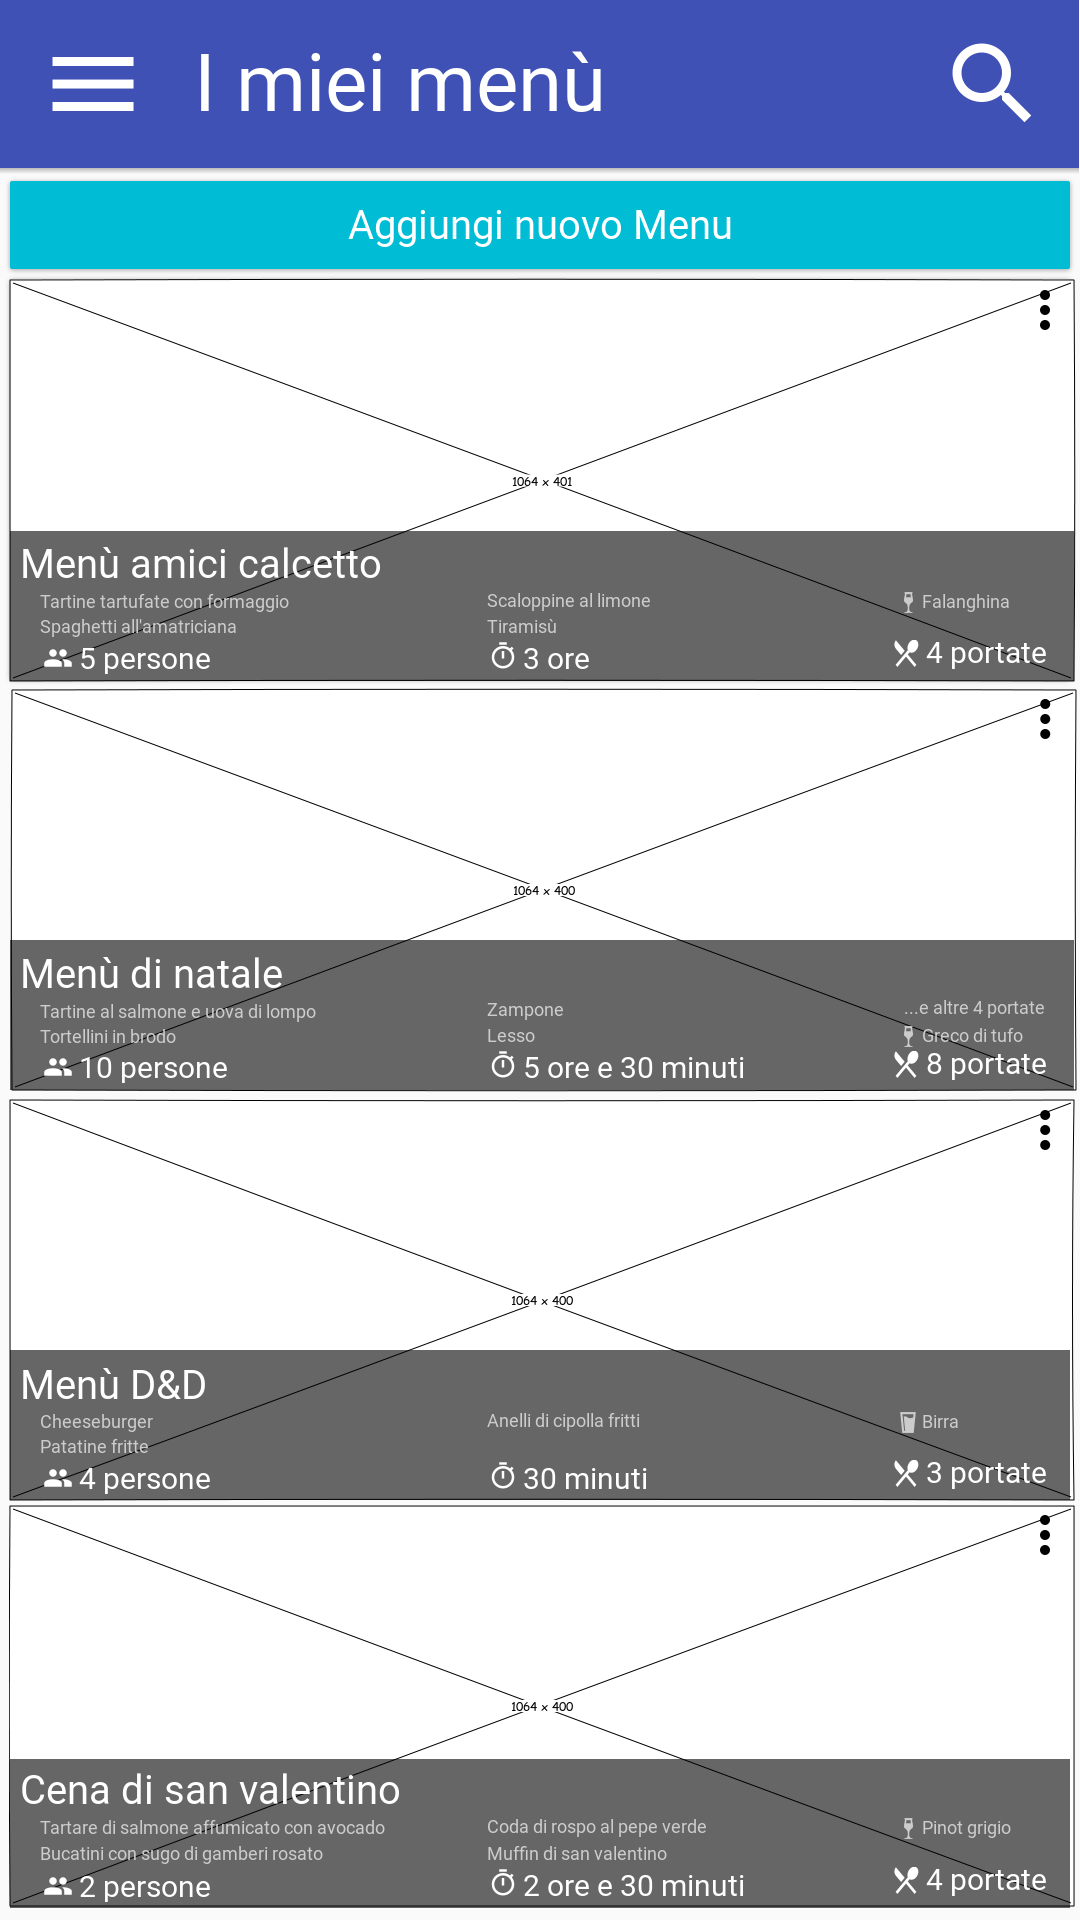 I miei menù
Aggiungi nuovo Menu
1064 x 401
Menù amici calcetto
Tartine tartufate con formaggio
Scaloppine al limone
Falanghina
Spaghetti all'amatriciana
Tiramisù
5 persone
3 ore
4 portate
1064 x 400
Menù di natale
Tartine al salmone e uova di lompo
Zampone
...e altre 4 portate
Tortellini in brodo
Lesso
Greco di tufo
10 persone
5 ore e 30 minuti
8 portate
1064 x 400
Menù D&D
Cheeseburger
Anelli di cipolla fritti
Birra
Patatine fritte
4 persone
30 minuti
3 portate
1064 x 400
Cena di san valentino
Tartare di salmone affumicato con avocado
Coda di rospo al pepe verde
Pinot grigio
Bucatini con sugo di gamberi rosato
Muffin di san valentino
2 persone
2 ore e 30 minuti
4 portate